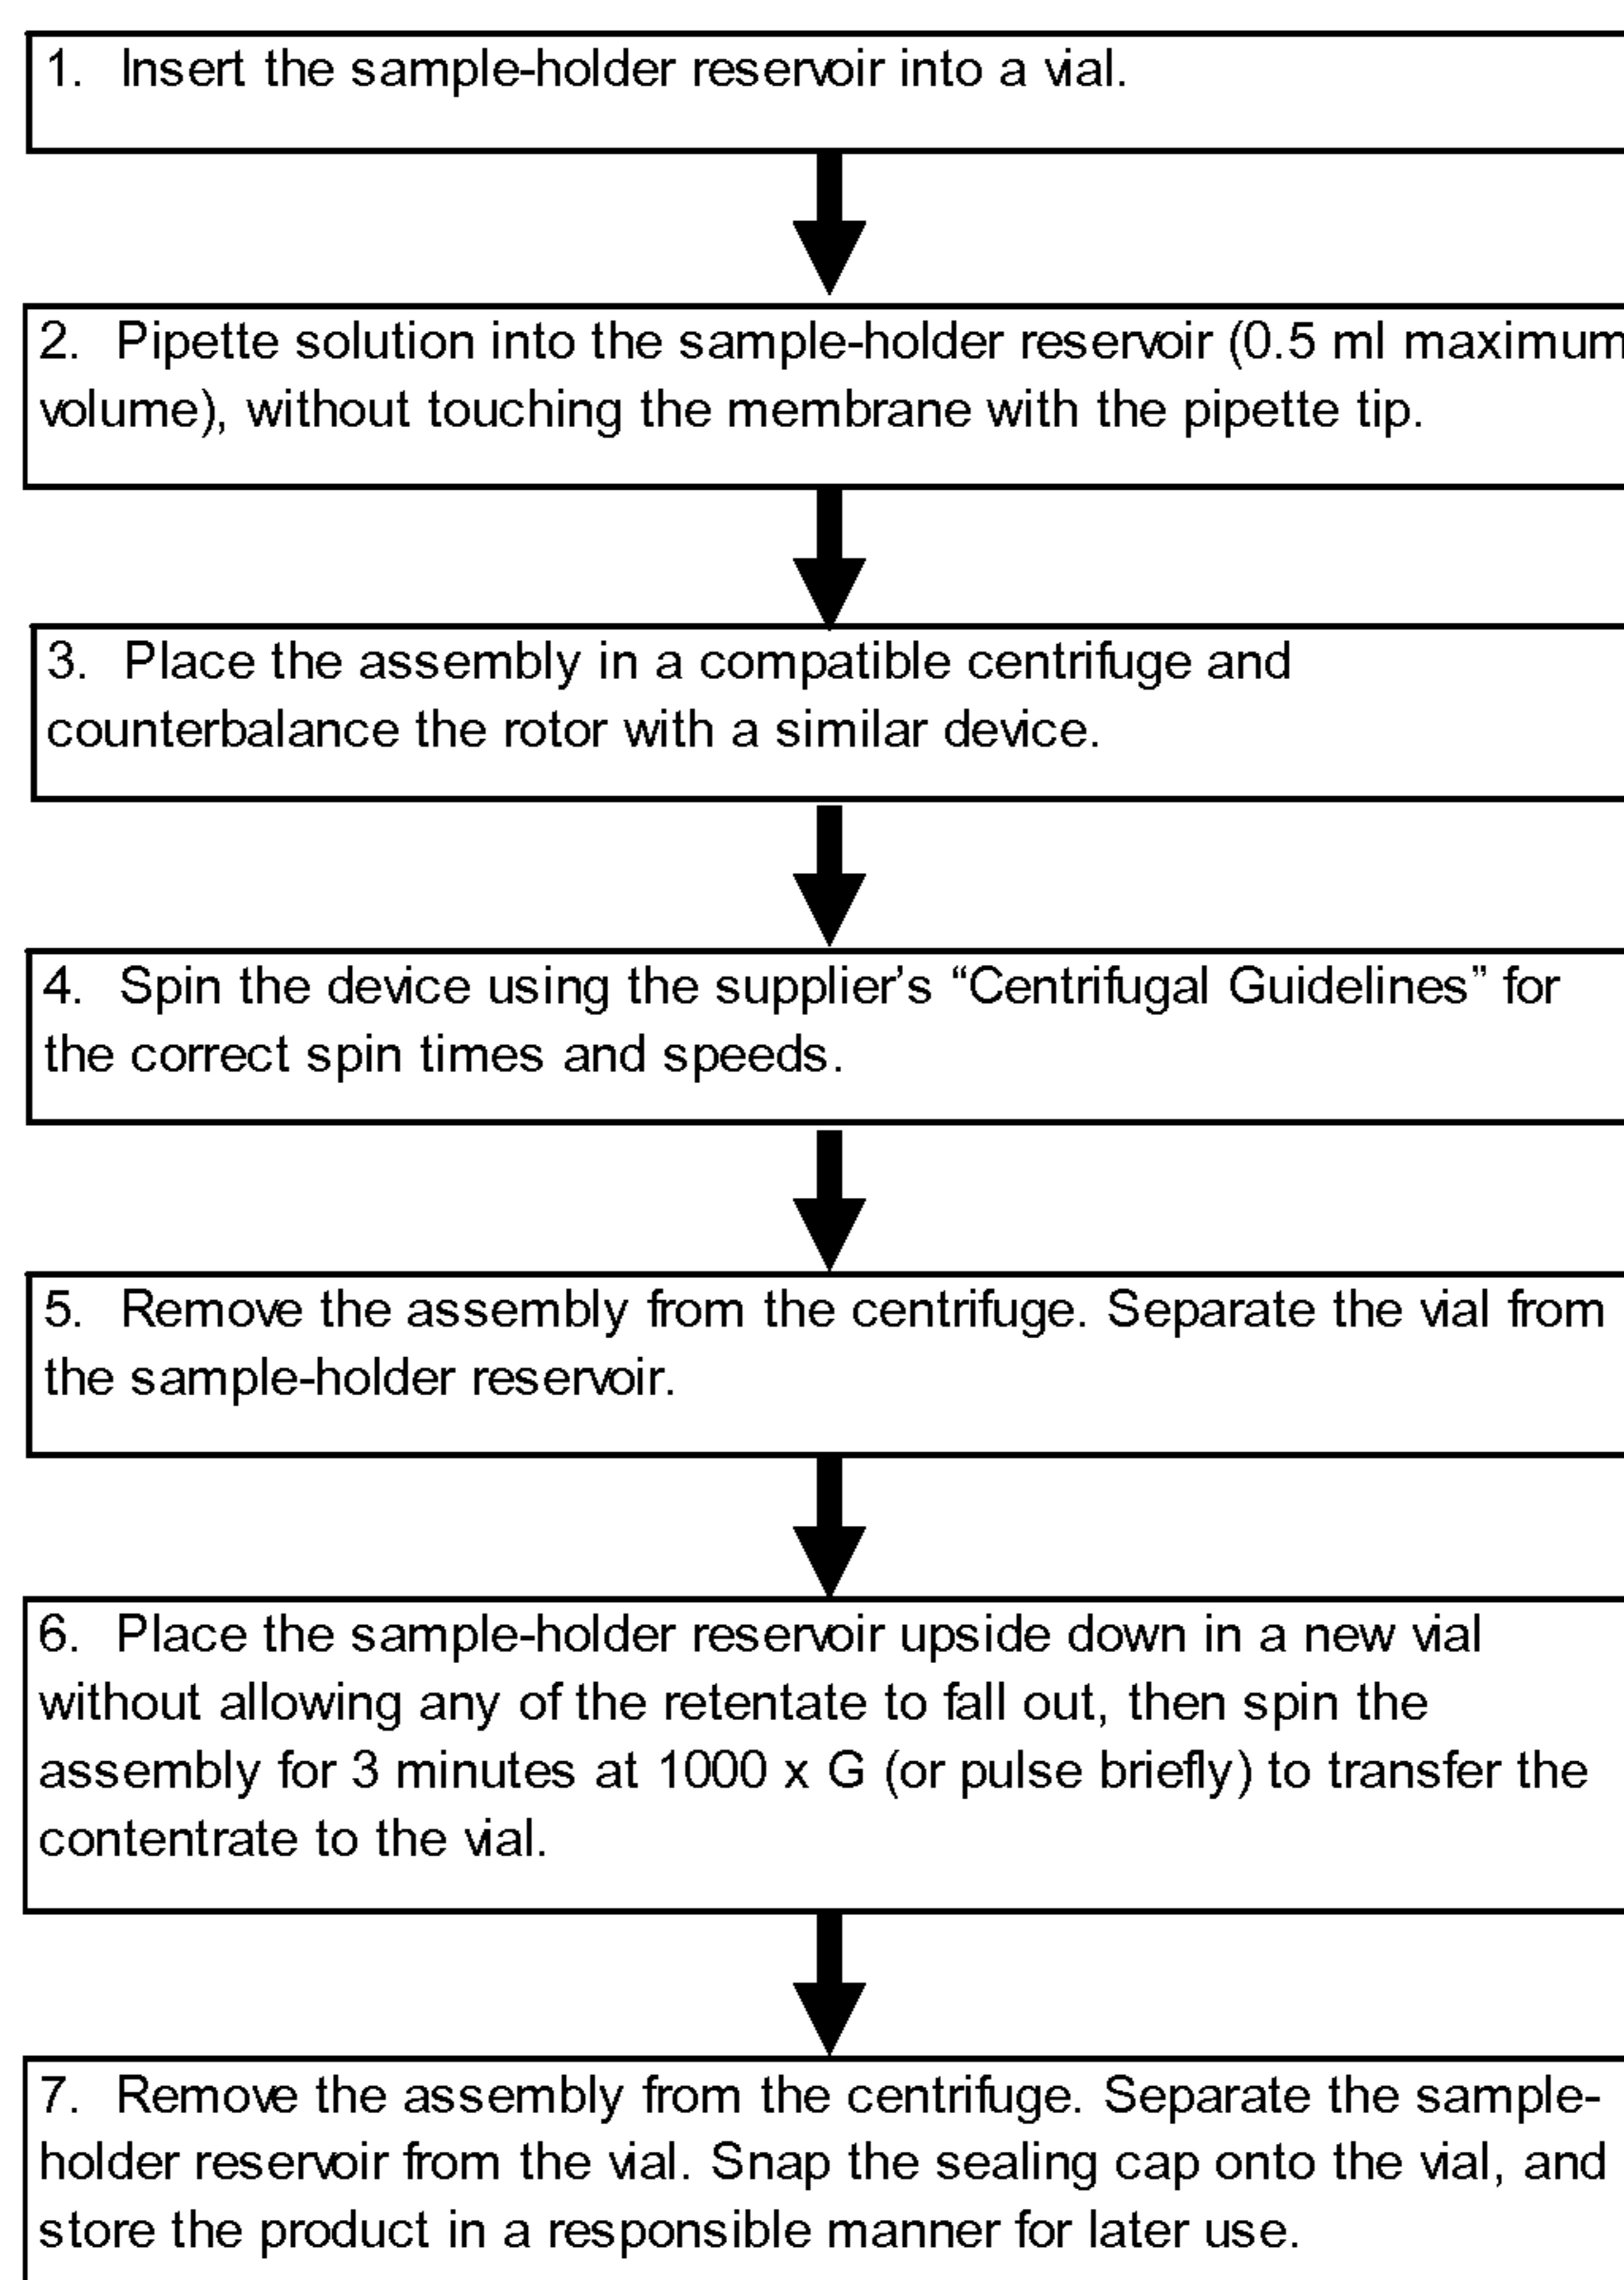 1. Insert the sample-holder reservoir into a vial.
2. Pipette solution into the sample-holder reservoir (0.5 ml maximum
volume), without touching the membrane with the pipette tip.
3. Place the assembly in a compatible centrifuge and
counterbalance the rotor with a similar device.
4. Spin the device using the supplier's “Centrifugal Guidelines” for
the correct spin times and speeds.
5. Remove the assembly from the centrifuge. Separate the vial from
the sample-holder reservoir.
6. Place the sample-holder reservoir upside down in a new vial
without allowing any of the retentate to fall out, then spin the
assembly for 3 minutes at 1000 x G (or pulse briefly) to transfer the
contentrate to the vial.
7. Remove the assembly from the centrifuge. Separate the sample-
holder reservoir from the vial. Snap the sealing cap onto the vial, and
store the product in a responsible manner for later use.